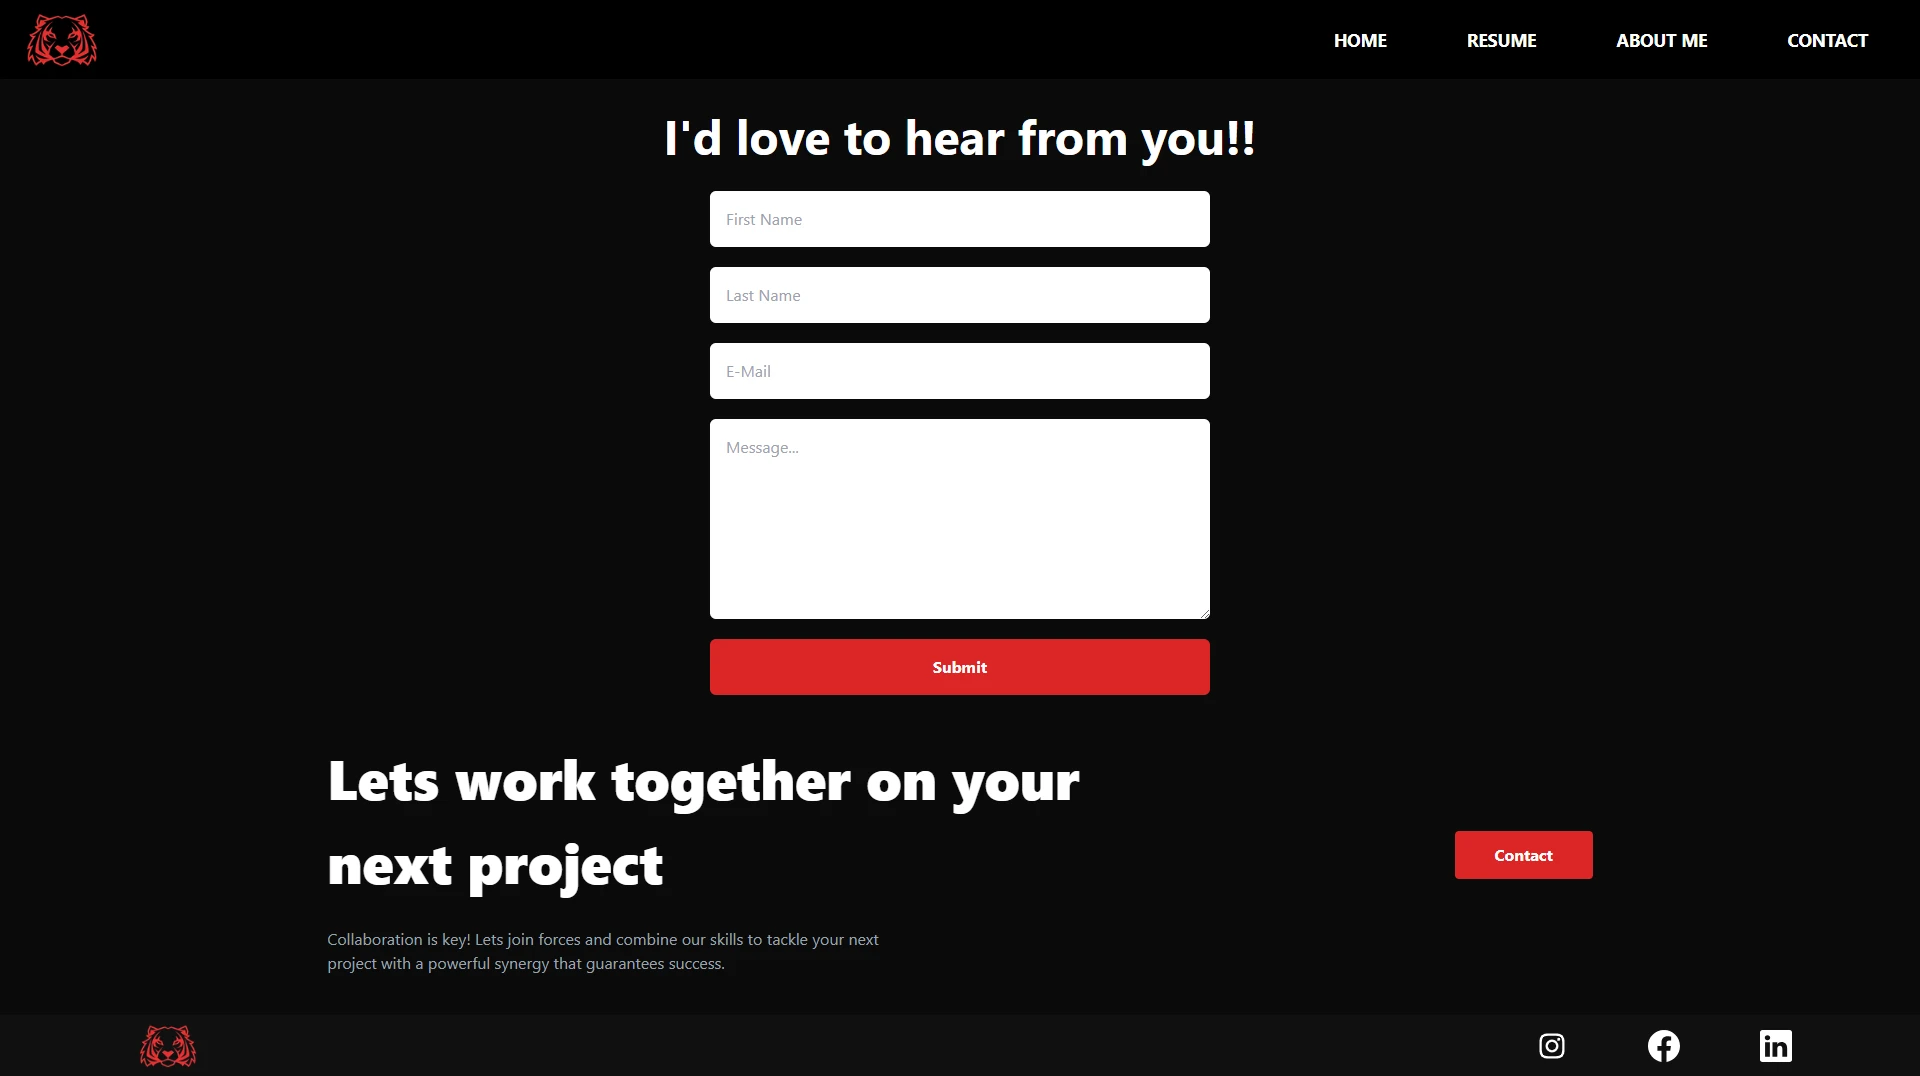 HOME RESUME ABOUT ME CONTACT
I'd love to hear from you!!
First Name
Last Name
E-Mail
Message...
Submit
Lets work together on your
next project
Contact
Collaboration is key! Lets join forces and combine our skills to tackle your next
project with a powerful synergy that guarantees success.